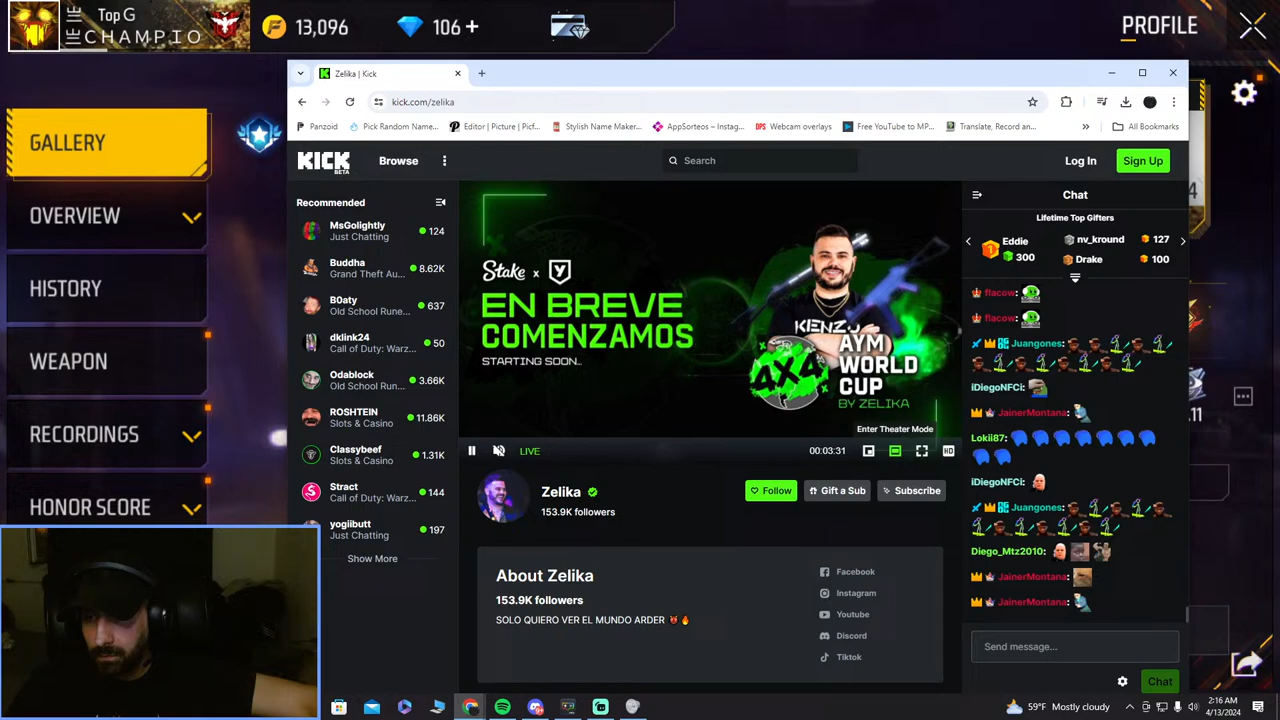 Top G
CHAMPIO
13,096
106 +
PROFILE
GALLERY
OVERVIEW
HISTORY
WEAPON
RECORDINGS
HONOR SCORE
Zelika | Kick
kick.com/zelika
Panzoid
Pick Random Name...
Editor | Picture | Picf...
Stylish Name Maker...
AppSorteos – Instag...
Webcam overlays
Free YouTube to MP...
Translate, Record an...
All Bookmarks
KICK
BETA
Browse
Search
Log In
Sign Up
Recommended
MsGolightly
124
Just Chatting
Buddha
8.62K
Grand Theft Au...
B0aty
637
Old School Rune...
dklink24
50
Call of Duty: Warz...
Odablock
3.66K
Old School Rune...
ROSHTEIN
11.86K
Slots & Casino
Classybeef
1.31K
Slots & Casino
Stract
144
Call of Duty: Warz...
yogiibutt
197
Just Chatting
Show More
Stake x
EN BREVE
COMENZAMOS
STARTING SOON...
KENZO
4X4
AYM
WORLD
CUP
BY ZELIKA
Enter Theater Mode
LIVE
00:03:31
HD
Zelika
153.9K followers
Follow
Gift a Sub
Subscribe
About Zelika
153.9K followers
SOLO QUIERO VER EL MUNDO ARDER
Facebook
Instagram
Youtube
Discord
Tiktok
Chat
Lifetime Top Gifters
Eddie
300
nv_kround
127
Drake
100
flacow:
flacow:
Juangones:
iDiegoNFCi:
JainerMontana:
Lokii87:
iDiegoNFCi:
Juangones:
Diego_Mtz2010:
JainerMontana:
JainerMontana:
Send message...
Chat
59°F Mostly cloudy
2:16 AM
4/13/2024